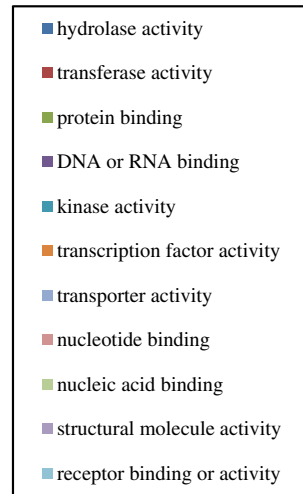 hydrolase activity
transferase activity
protein binding
DNA or RNA binding
kinase activity
transcription factor activity
transporter activity
nucleotide binding
nucleic acid binding
structural molecule activity
receptor binding or activity